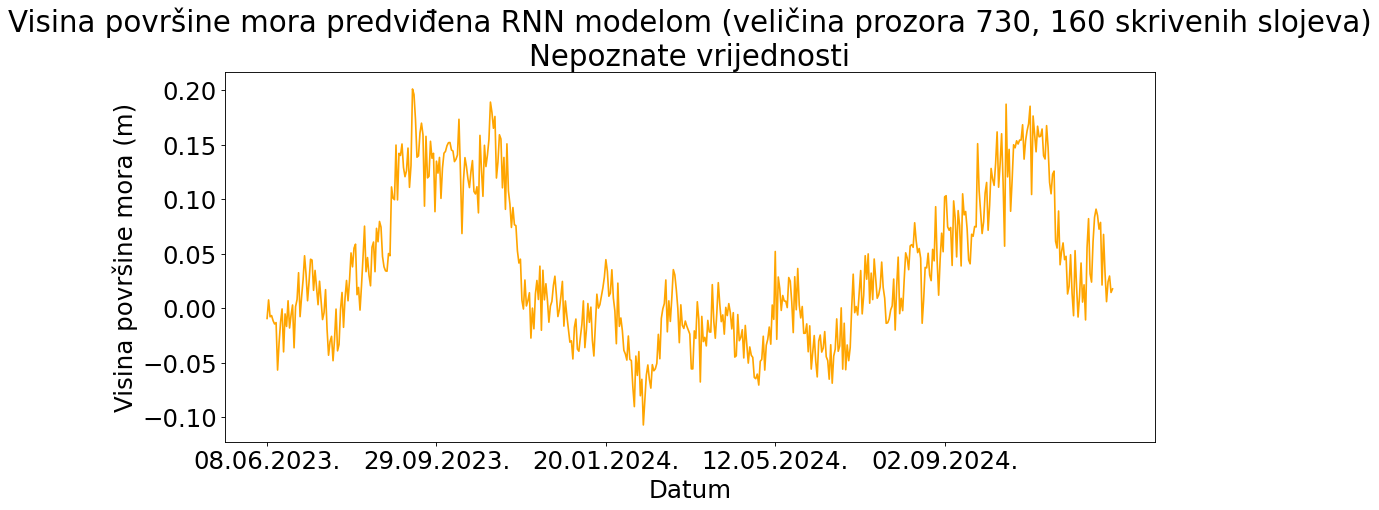 Visina površine mora predviđena RNN modelom (veličina prozora 730, 160 skrivenih slojeva)
Nepoznate vrijednosti
Visina površine mora (m)
0.20
0.15
0.10
0.05
0.00
−0.05
−0.10
08.06.2023. 29.09.2023. 20.01.2024. 12.05.2024. 02.09.2024.
Datum